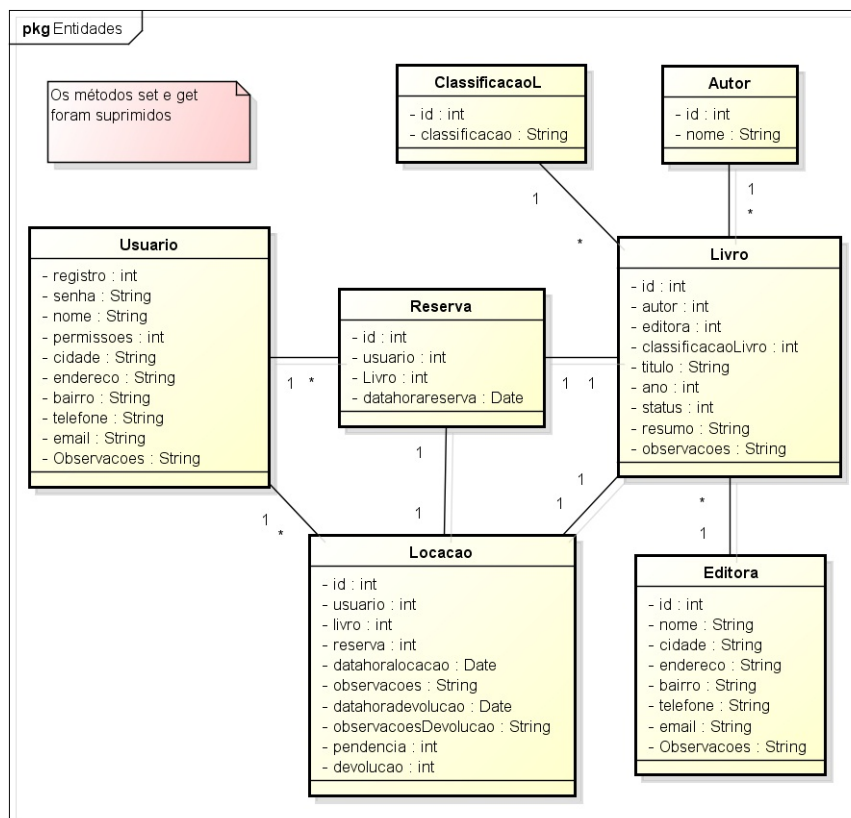 pkg Entidades
Os métodos set e get
foram suprimidos
ClassificacaoL
- id : int
- classificacao : String
Autor
- id : int
- nome : String
1
*
1
*
Usuario
- registro : int
- senha : String
- nome : String
- permissoes : int
- cidade : String
- endereco : String
- bairro : String
- telefone : String
- email : String
- Observacoes : String
Reserva
- id : int
- usuario : int
- Livro : int
- datahorareserva : Date
Livro
- id : int
- autor : int
- editora : int
- classificacaoLivro : int
- titulo : String
- ano : int
- status : int
- resumo : String
- observacoes : String
1 *
1 1
1
1
1
1
1
*
*
1
Locacao
- id : int
- usuario : int
- livro : int
- reserva : int
- datahoralocacao : Date
- observacoes : String
- datahoradevolucao : Date
- observacoesDevolucao : String
- pendencia : int
- devolucao : int
Editora
- id : int
- nome : String
- cidade : String
- endereco : String
- bairro : String
- telefone : String
- email : String
- Observacoes : String